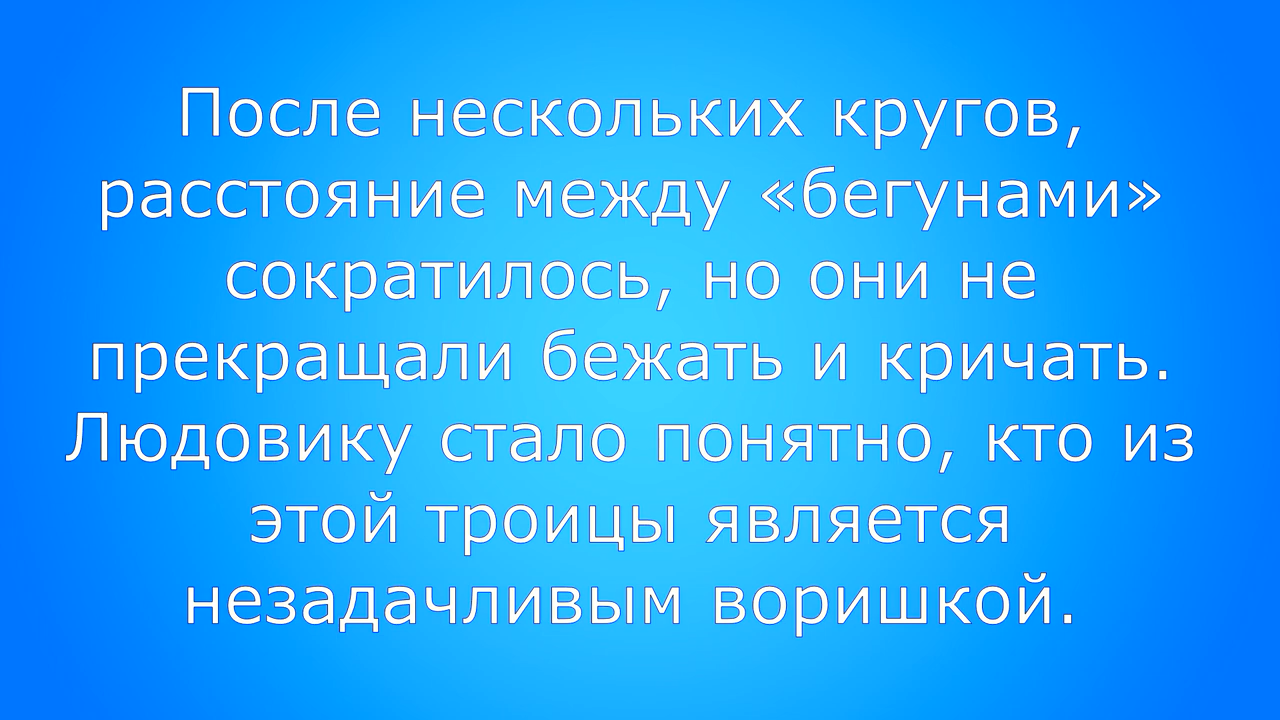 После нескольких кругов,
расстояние между «бегунами»
сократилось, но они не
прекращали бежать и кричать.
Людовику стало понятно, кто из
этой троицы является
незадачливым воришкой.